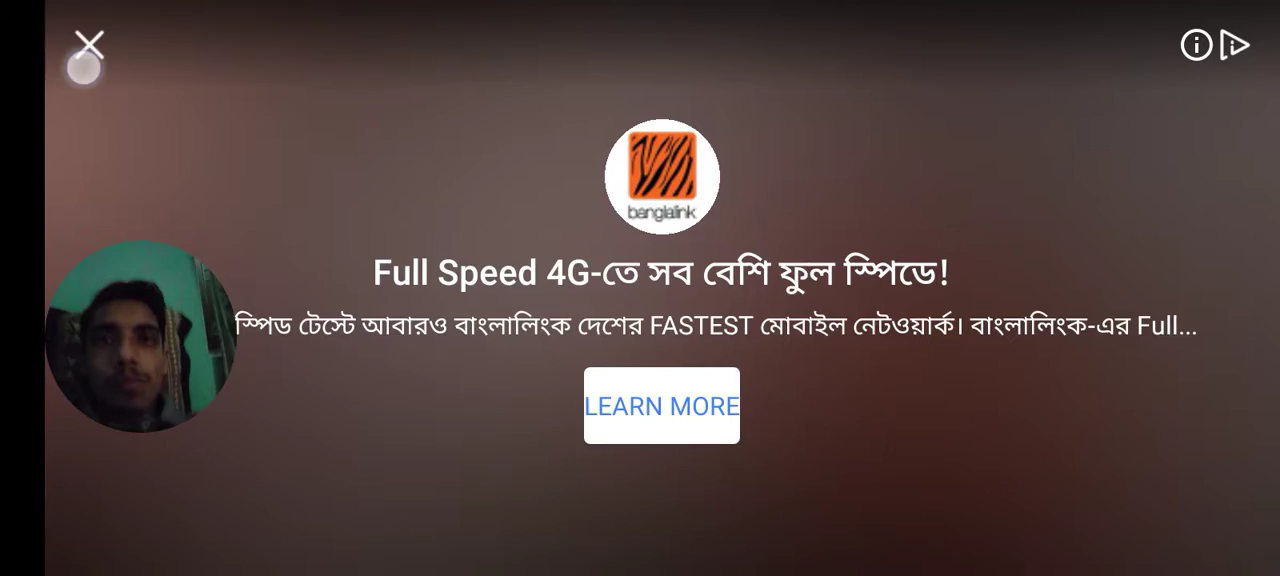 banglalink
Full Speed 4G-তে সব বেশি ফুল স্পিডে!
স্পিড টেস্টে আবারও বাংলালিংক দেশের FASTEST মোবাইল নেটওয়ার্ক। বাংলালিংক-এর Full...
LEARN MORE